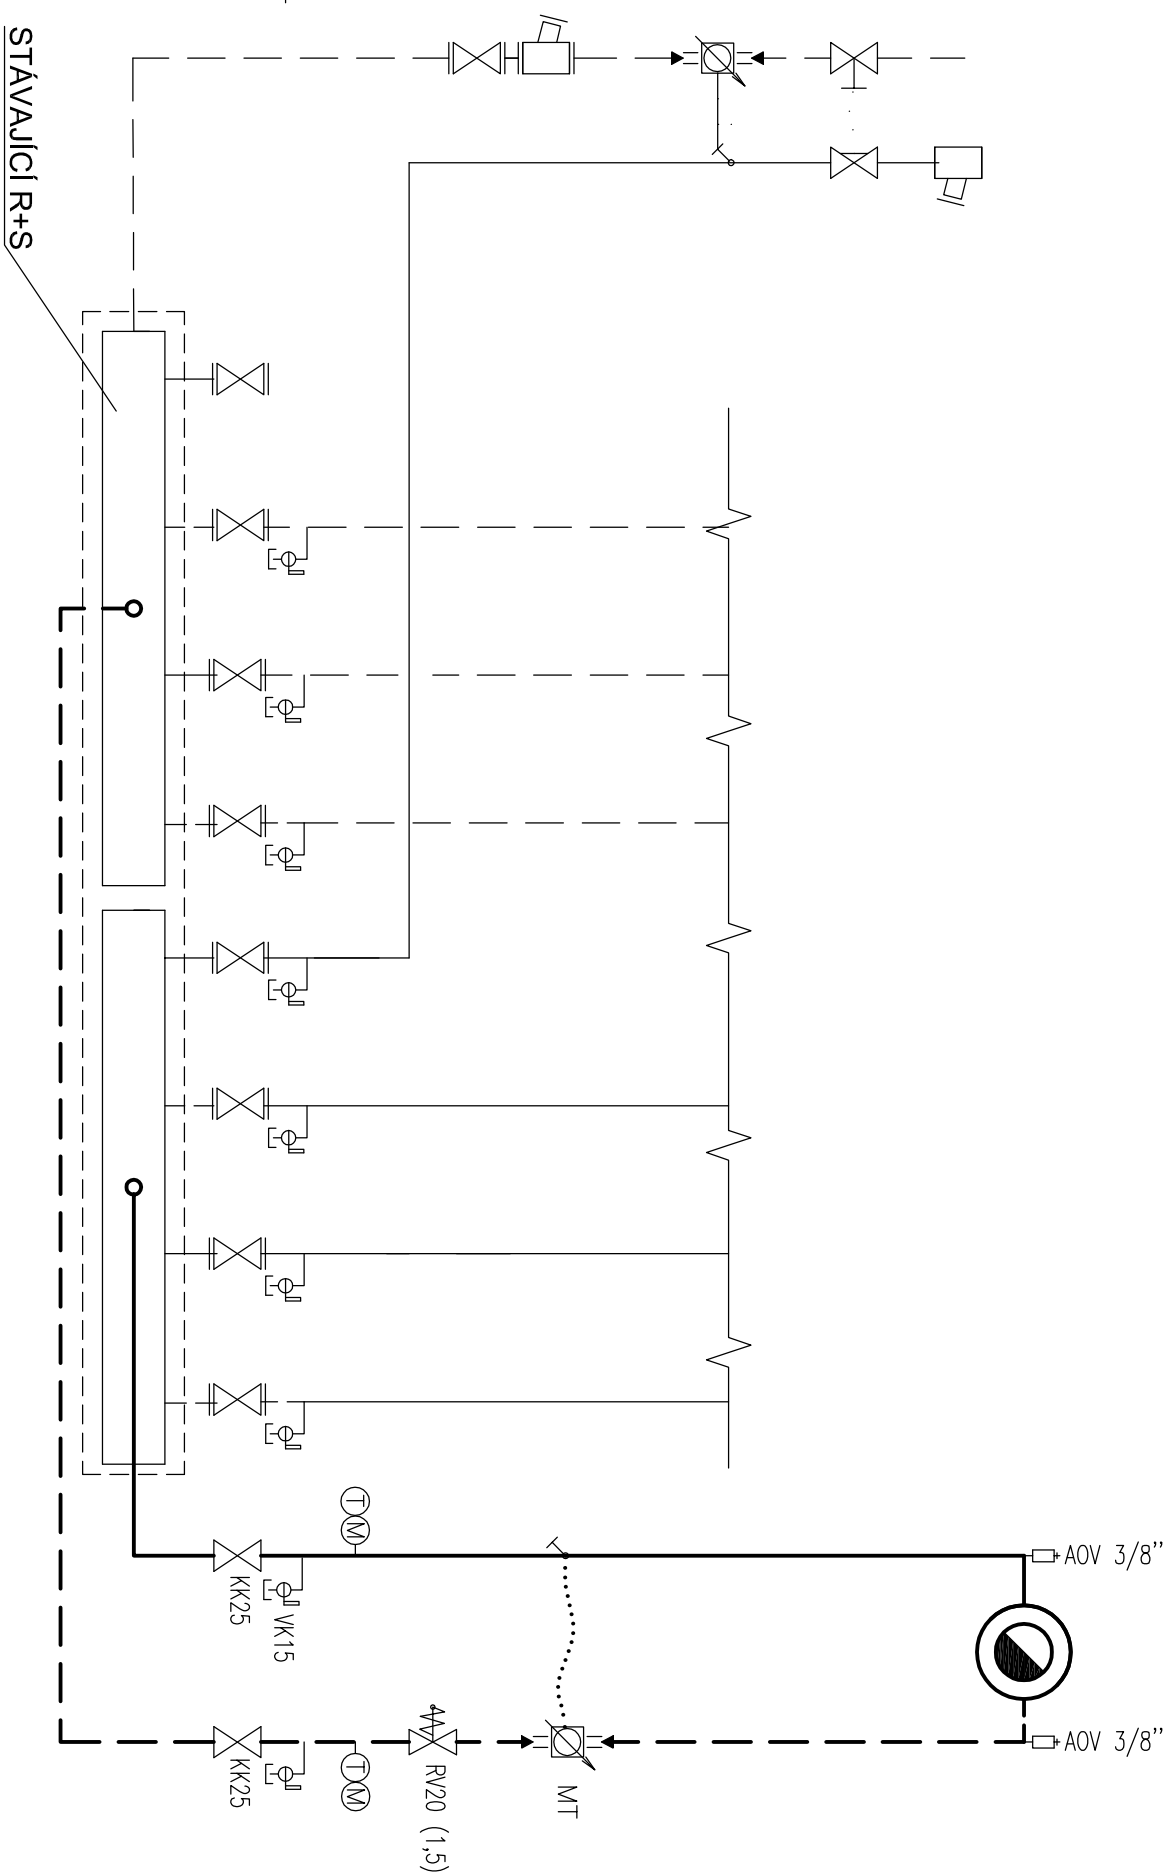 STÁVAJÍCÍ R+S
AOV 3/8”
T M
KK25
VK15
AOV 3/8”
KK25
T M
RV20 (1,5)
MT